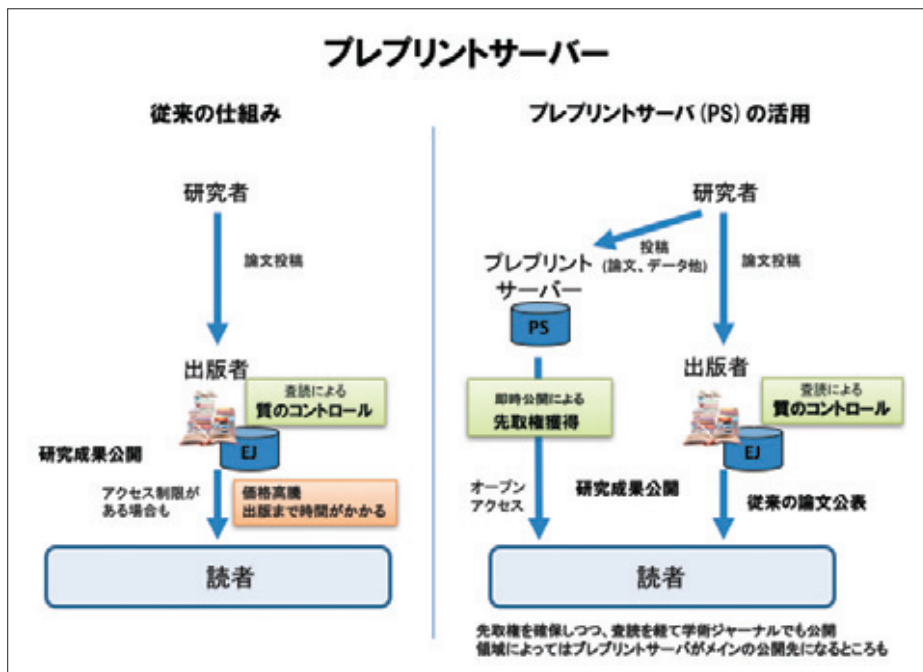 プレプリントサーバー
従来の仕組み
研究者
論文投稿
出版者
査読による
質のコントロール
EJ
研究成果公開
アクセス制限が
ある場合も
価格高騰
出版まで時間がかかる
読者
プレプリントサーバ(PS)の活用
研究者
投稿
(論文、データ他)
論文投稿
プレプリント
サーバー
PS
出版者
査読による
質のコントロール
EJ
即時公開による
先取権獲得
オープン
アクセス
研究成果公開
従来の論文公表
読者
先取権を確保しつつ、査読を経て学術ジャーナルでも公開
領域によってはプレプリントサーバがメインの公開先になるところも